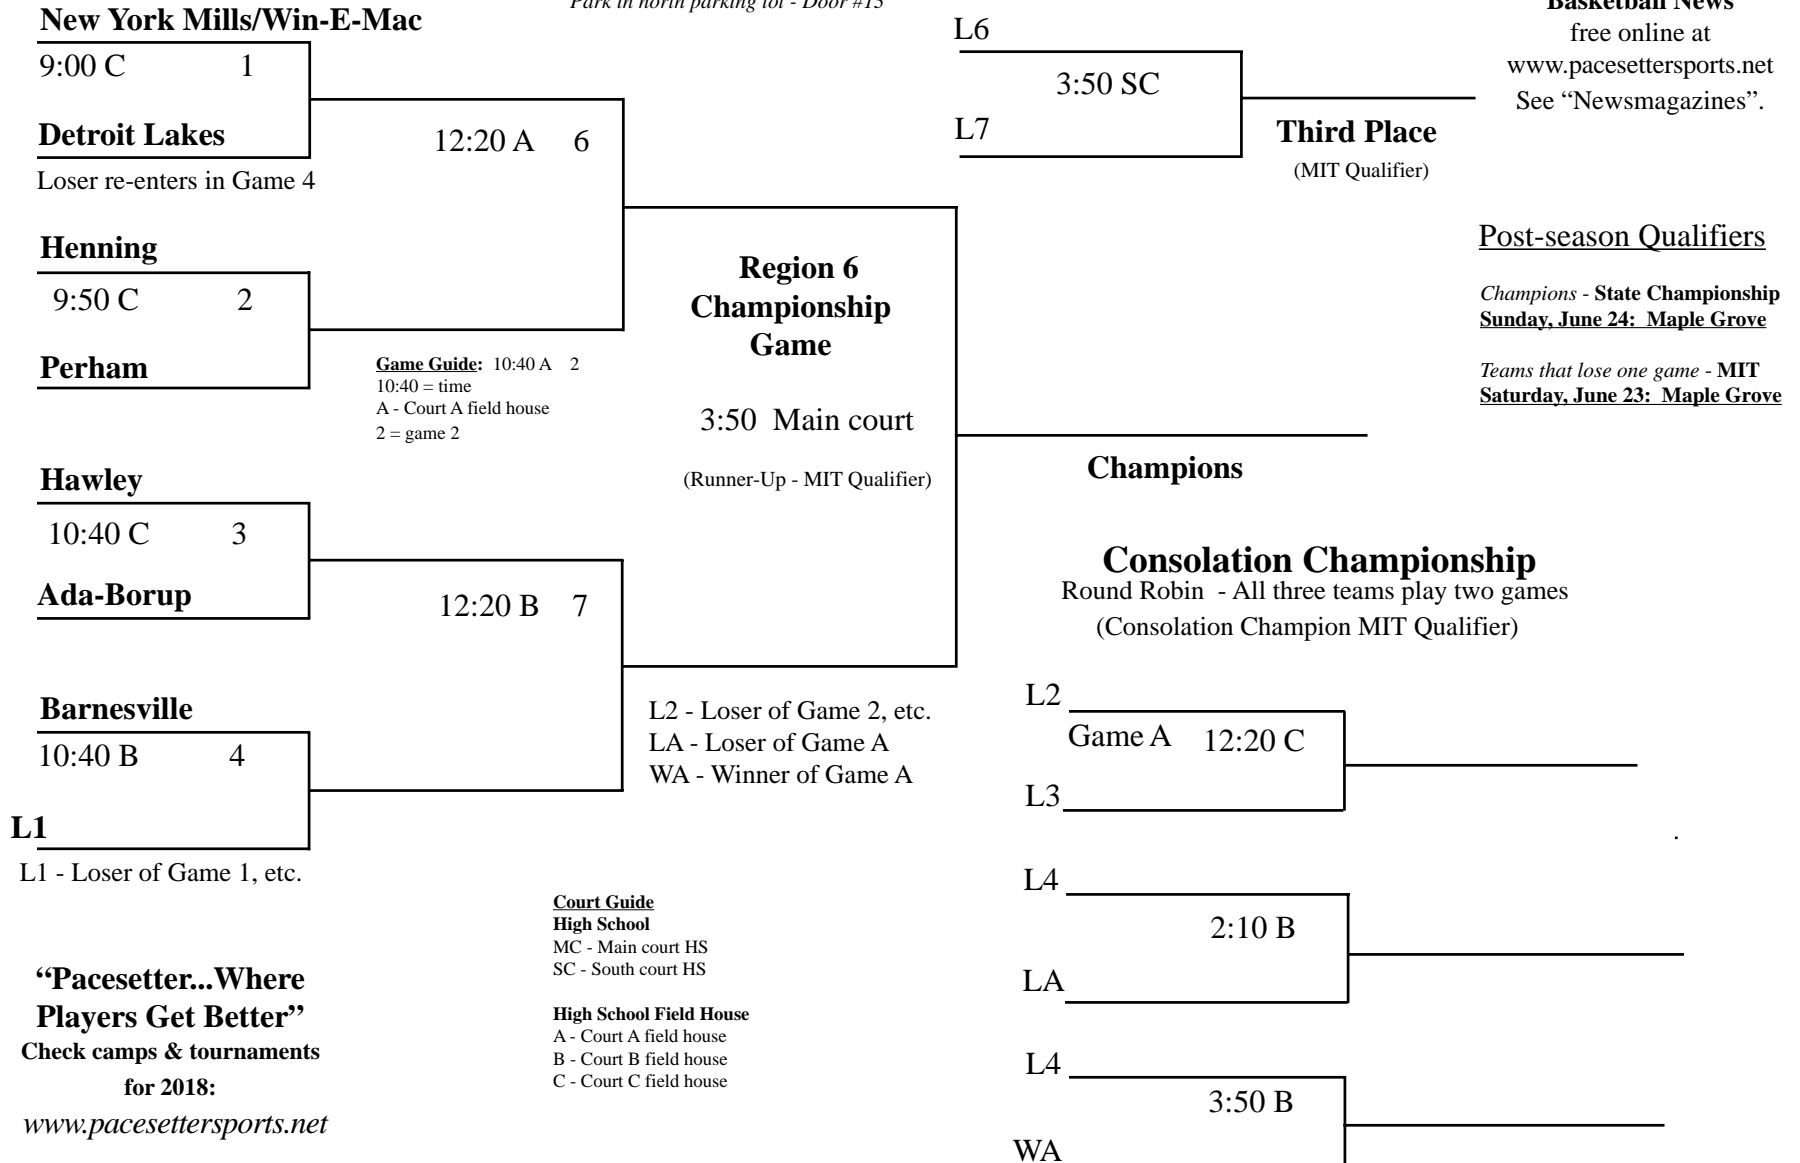 Park in north parking lot - Door #15
New York Mills/Win-E-Mac
9:00 C 1
Detroit Lakes
Loser re-enters in Game 4
12:20 A 6
Henning
9:50 C 2
Perham
Game Guide: 10:40 A 2
10:40 = time
A - Court A field house
2 = game 2
Hawley
10:40 C 3
Ada-Borup
12:20 B 7
Barnesville
10:40 B 4
L1
L1 - Loser of Game 1, etc.
Region 6
Championship
Game
3:50 Main court
(Runner-Up - MIT Qualifier)
L2 - Loser of Game 2, etc.
LA - Loser of Game A
WA - Winner of Game A
Champions
L6
3:50 SC
L7
Third Place
(MIT Qualifier)
Basketball News
free online at
www.pacesettersports.net
See “Newsmagazines”.
Post-season Qualifiers
Champions - State Championship
Sunday, June 24: Maple Grove
Teams that lose one game - MIT
Saturday, June 23: Maple Grove
Consolation Championship
Round Robin - All three teams play two games
(Consolation Champion MIT Qualifier)
L2
Game A 12:20 C
L3
.
L4
2:10 B
LA
L4
3:50 B
WA
Court Guide
High School
MC - Main court HS
SC - South court HS
High School Field House
A - Court A field house
B - Court B field house
C - Court C field house
“Pacesetter...Where
Players Get Better”
Check camps & tournaments
for 2018:
www.pacesettersports.net